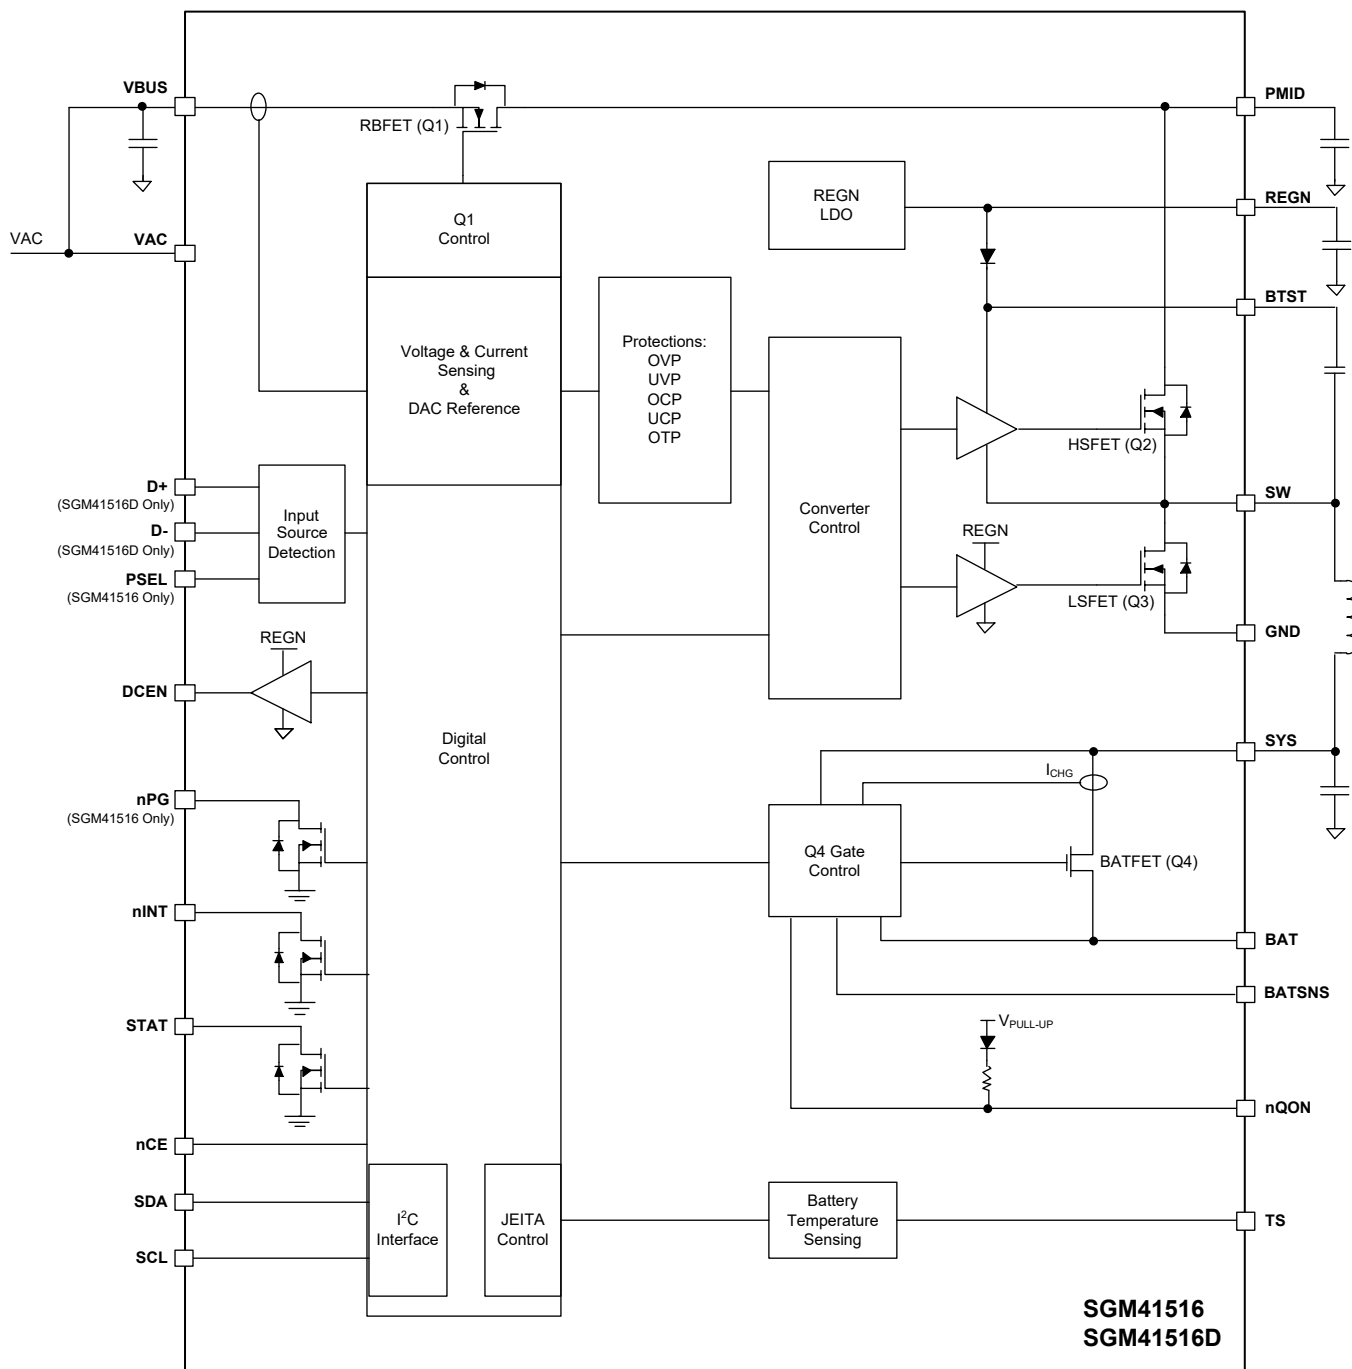 VBUS
RBFET (Q1)
PMID
REGN
LDO
REGN
Q1
Control
VAC
VAC
BTST
Voltage & Current
Sensing
&
DAC Reference
Protections:
OVP
UVP
OCP
UCP
OTP
HSFET (Q2)
D+
(SGM41516D Only)
D-
(SGM41516D Only)
PSEL
(SGM41516 Only)
Input
Source
Detection
Converter
Control
SW
REGN
LSFET (Q3)
GND
REGN
DCEN
Digital
Control
SYS
ICHG
nPG
(SGM41516 Only)
Q4 Gate
Control
BATFET (Q4)
nINT
BAT
BATSNS
STAT
VPULL-UP
nQON
nCE
SDA
SCL
I2C
Interface
JEITA
Control
Battery
Temperature
Sensing
TS
SGM41516
SGM41516D